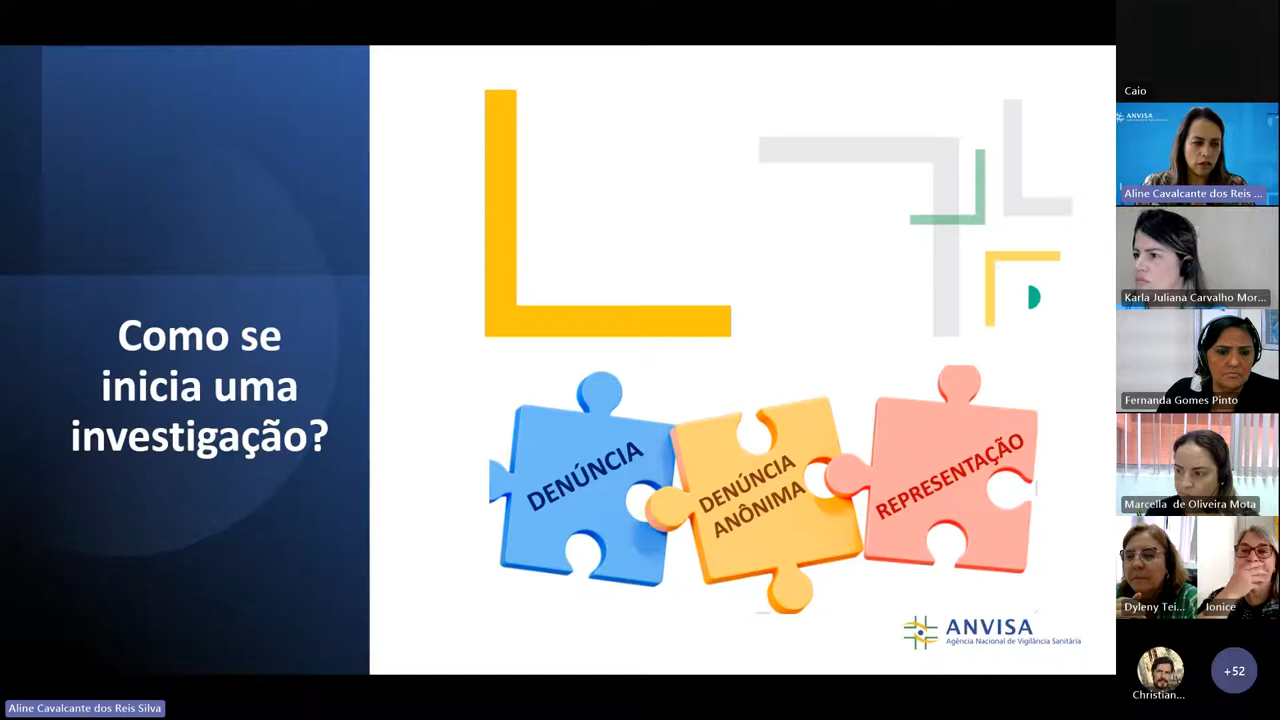 Como se
inicia uma
investigação?
DENÚNCIA
DENÚNCIA
ANÔNIMA
REPRESENTAÇÃO
ANVISA
Agência Nacional de Vigilância Sanitária
Caio
ANVISA
Aline Cavalcante dos Reis ...
Karla Juliana Carvalho Mor...
Fernanda Gomes Pinto
Marcella de Oliveira Mota
Dyleny Tei...
Ionice
Christian...
+52
Aline Cavalcante dos Reis Silva